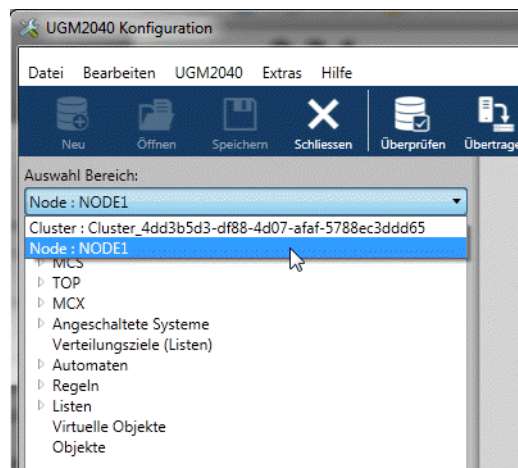 UGM2040 Konfiguration
Datei Bearbeiten UGM2040 Extras Hilfe
Neu Öffnen Speichern Schliessen Überprüfen Übertrage
Auswahl Bereich:
Node : NODE1
Cluster : Cluster_4dd3b5d3-df88-4d07-afaf-5788ec3ddd65
Node : NODE1
MCS
TOP
MCX
Angeschaltete Systeme
Verteilungsziele (Listen)
Automaten
Regeln
Listen
Virtuelle Objekte
Objekte